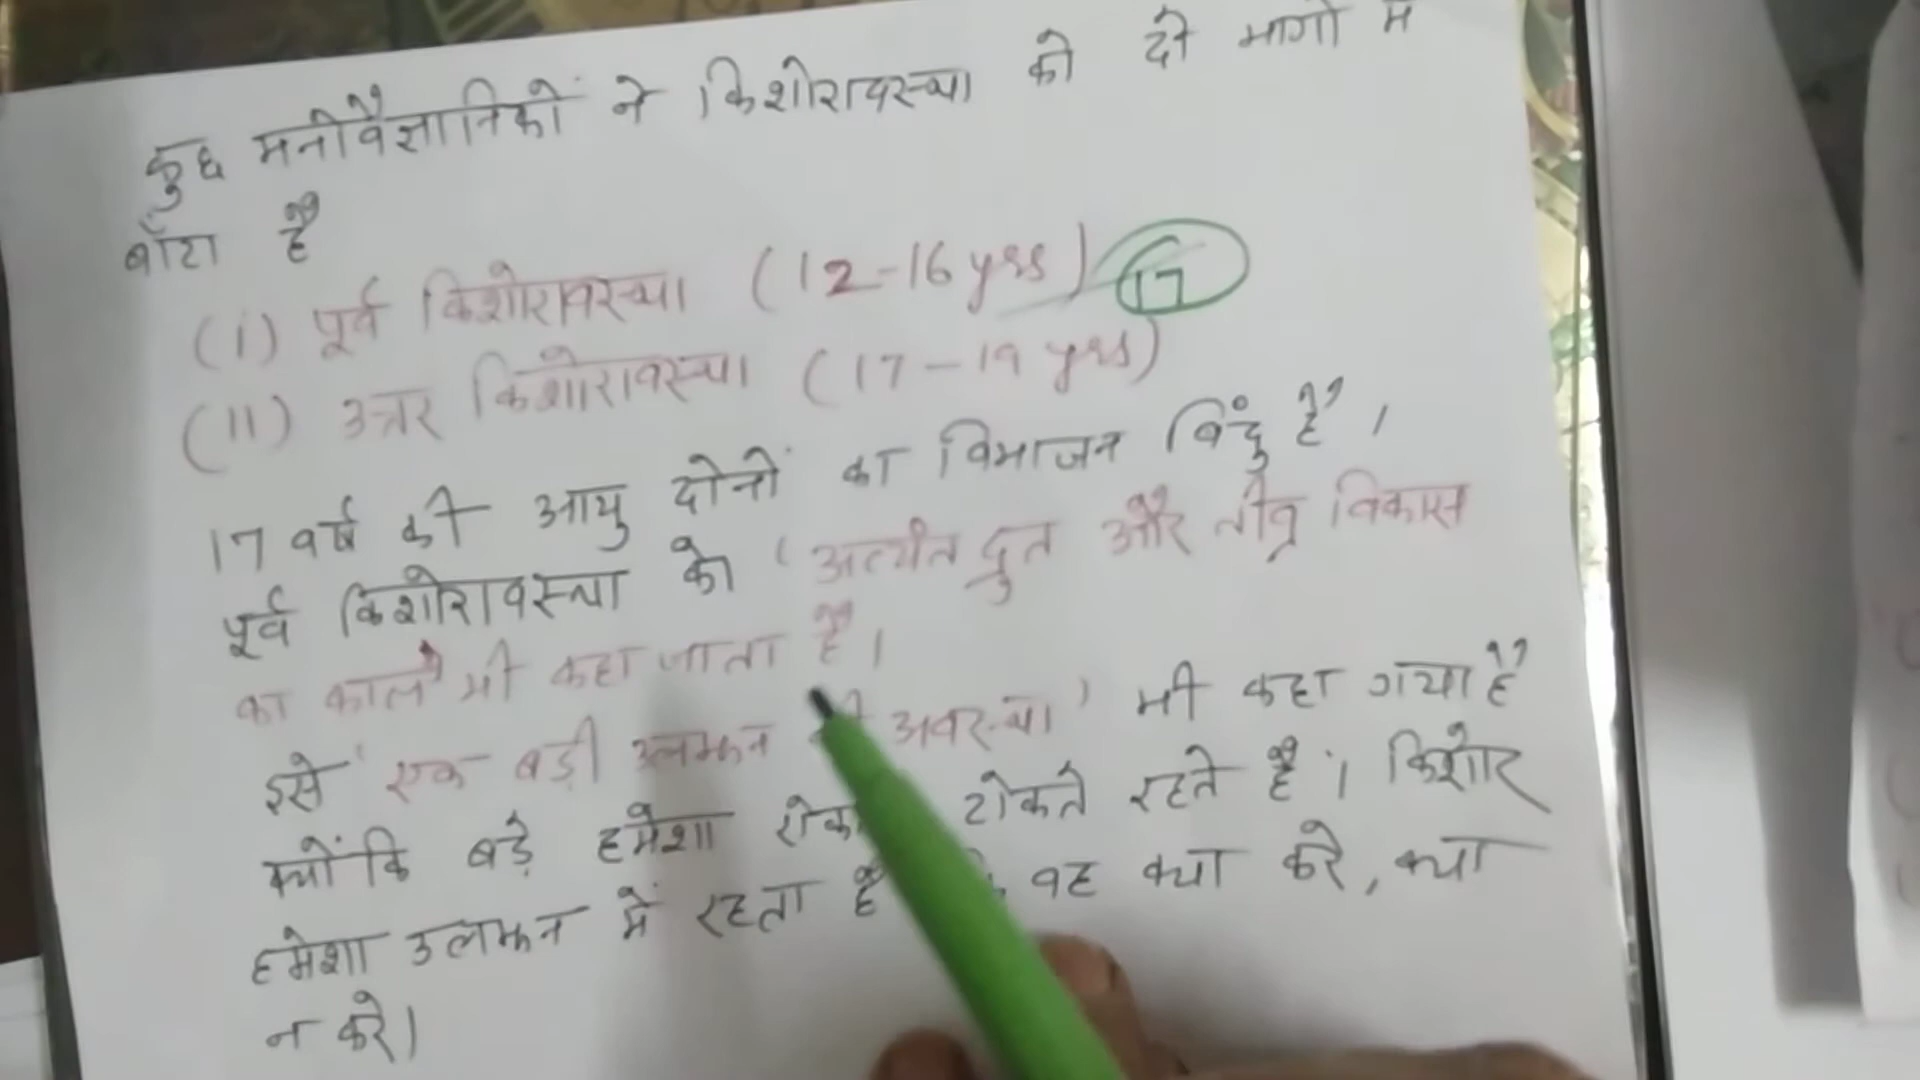 कुछ मनोवैज्ञानिकों ने किशोरावस्था को दो भागों में
बाँटा है
(i) पूर्व किशोरावस्था (12-16 yrs) 17
(II) उत्तर किशोरावस्था (17-19 yrs)
17 वर्ष की आयु दोनों का विभाजन बिंदु है।
पूर्व किशोरावस्था को 'अत्यंत द्रुत और तीव्र विकास
का काल' भी कहा जाता है।
इसे 'एक बड़ी उलझन की अवस्था' भी कहा गया है
क्योंकि बड़े हमेशा रोक टोकते रहते हैं। किशोर
हमेशा उलझन में रहता है वह क्या करे, क्या
न करे।